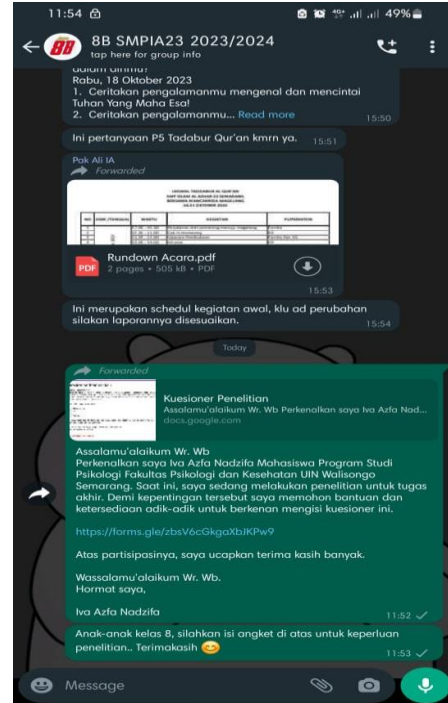 11:54
49%
8B SMPIA23 2023/2024
tap here for group info
dalam dirimu?
Rabu, 18 Oktober 2023
1. Ceritakan pengalamanmu mengenal dan mencintai
Tuhan Yang Maha Esa!
2. Ceritakan pengalamanmu... Read more
15:50
Ini pertanyaan P5 Tadabur Qur'an kmrn ya.
15:51
Pak Ali IA
Forwarded
PDF
Rundown Acara.pdf
2 pages • 505 kB • PDF
15:53
Ini merupakan schedul kegiatan awal, klu ad perubahan
silakan laporannya disesuaikan.
15:54
Today
Forwarded
Kuesioner Penelitian
Assalamu'alaikum Wr. Wb Perkenalkan saya Iva Azfa Nad...
docs.google.com
Assalamu'alaikum Wr. Wb
Perkenalkan saya Iva Azfa Nadzifa Mahasiswa Program Studi
Psikologi Fakultas Psikologi dan Kesehatan UIN Walisongo
Semarang. Saat ini, saya sedang melakukan penelitian untuk tugas
akhir. Demi kepentingan tersebut saya memohon bantuan dan
ketersediaan adik-adik untuk berkenan mengisi kuesioner ini.
https://forms.gle/zbsV6cGkgaXbJKPw9
Atas partisipasinya, saya ucapkan terima kasih banyak.
Wassalamu'alaikum Wr. Wb.
Hormat saya,
Iva Azfa Nadzifa
11:52
Anak-anak kelas 8, silahkan isi angket di atas untuk keperluan
penelitian.. Terimakasih 😊
11:53
Message